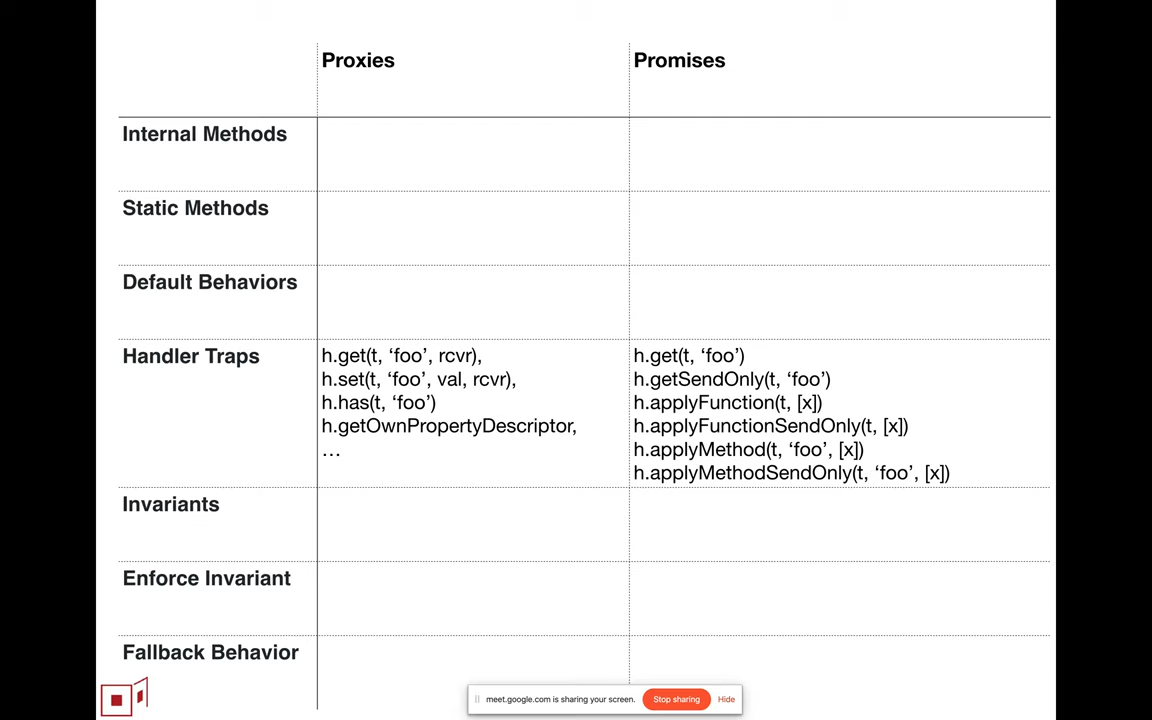 Proxies
Promises
Internal Methods
Static Methods
Default Behaviors
Handler Traps
h.get(t, ‘foo’, rcvr),
h.set(t, ‘foo’, val, rcvr),
h.has(t, ‘foo’)
h.getOwnPropertyDescriptor,
…
h.get(t, ‘foo’)
h.getSendOnly(t, ‘foo’)
h.applyFunction(t, [x])
h.applyFunctionSendOnly(t, [x])
h.applyMethod(t, ‘foo’, [x])
h.applyMethodSendOnly(t, ‘foo’, [x])
Invariants
Enforce Invariant
Fallback Behavior
meet.google.com is sharing your screen.
Stop sharing
Hide